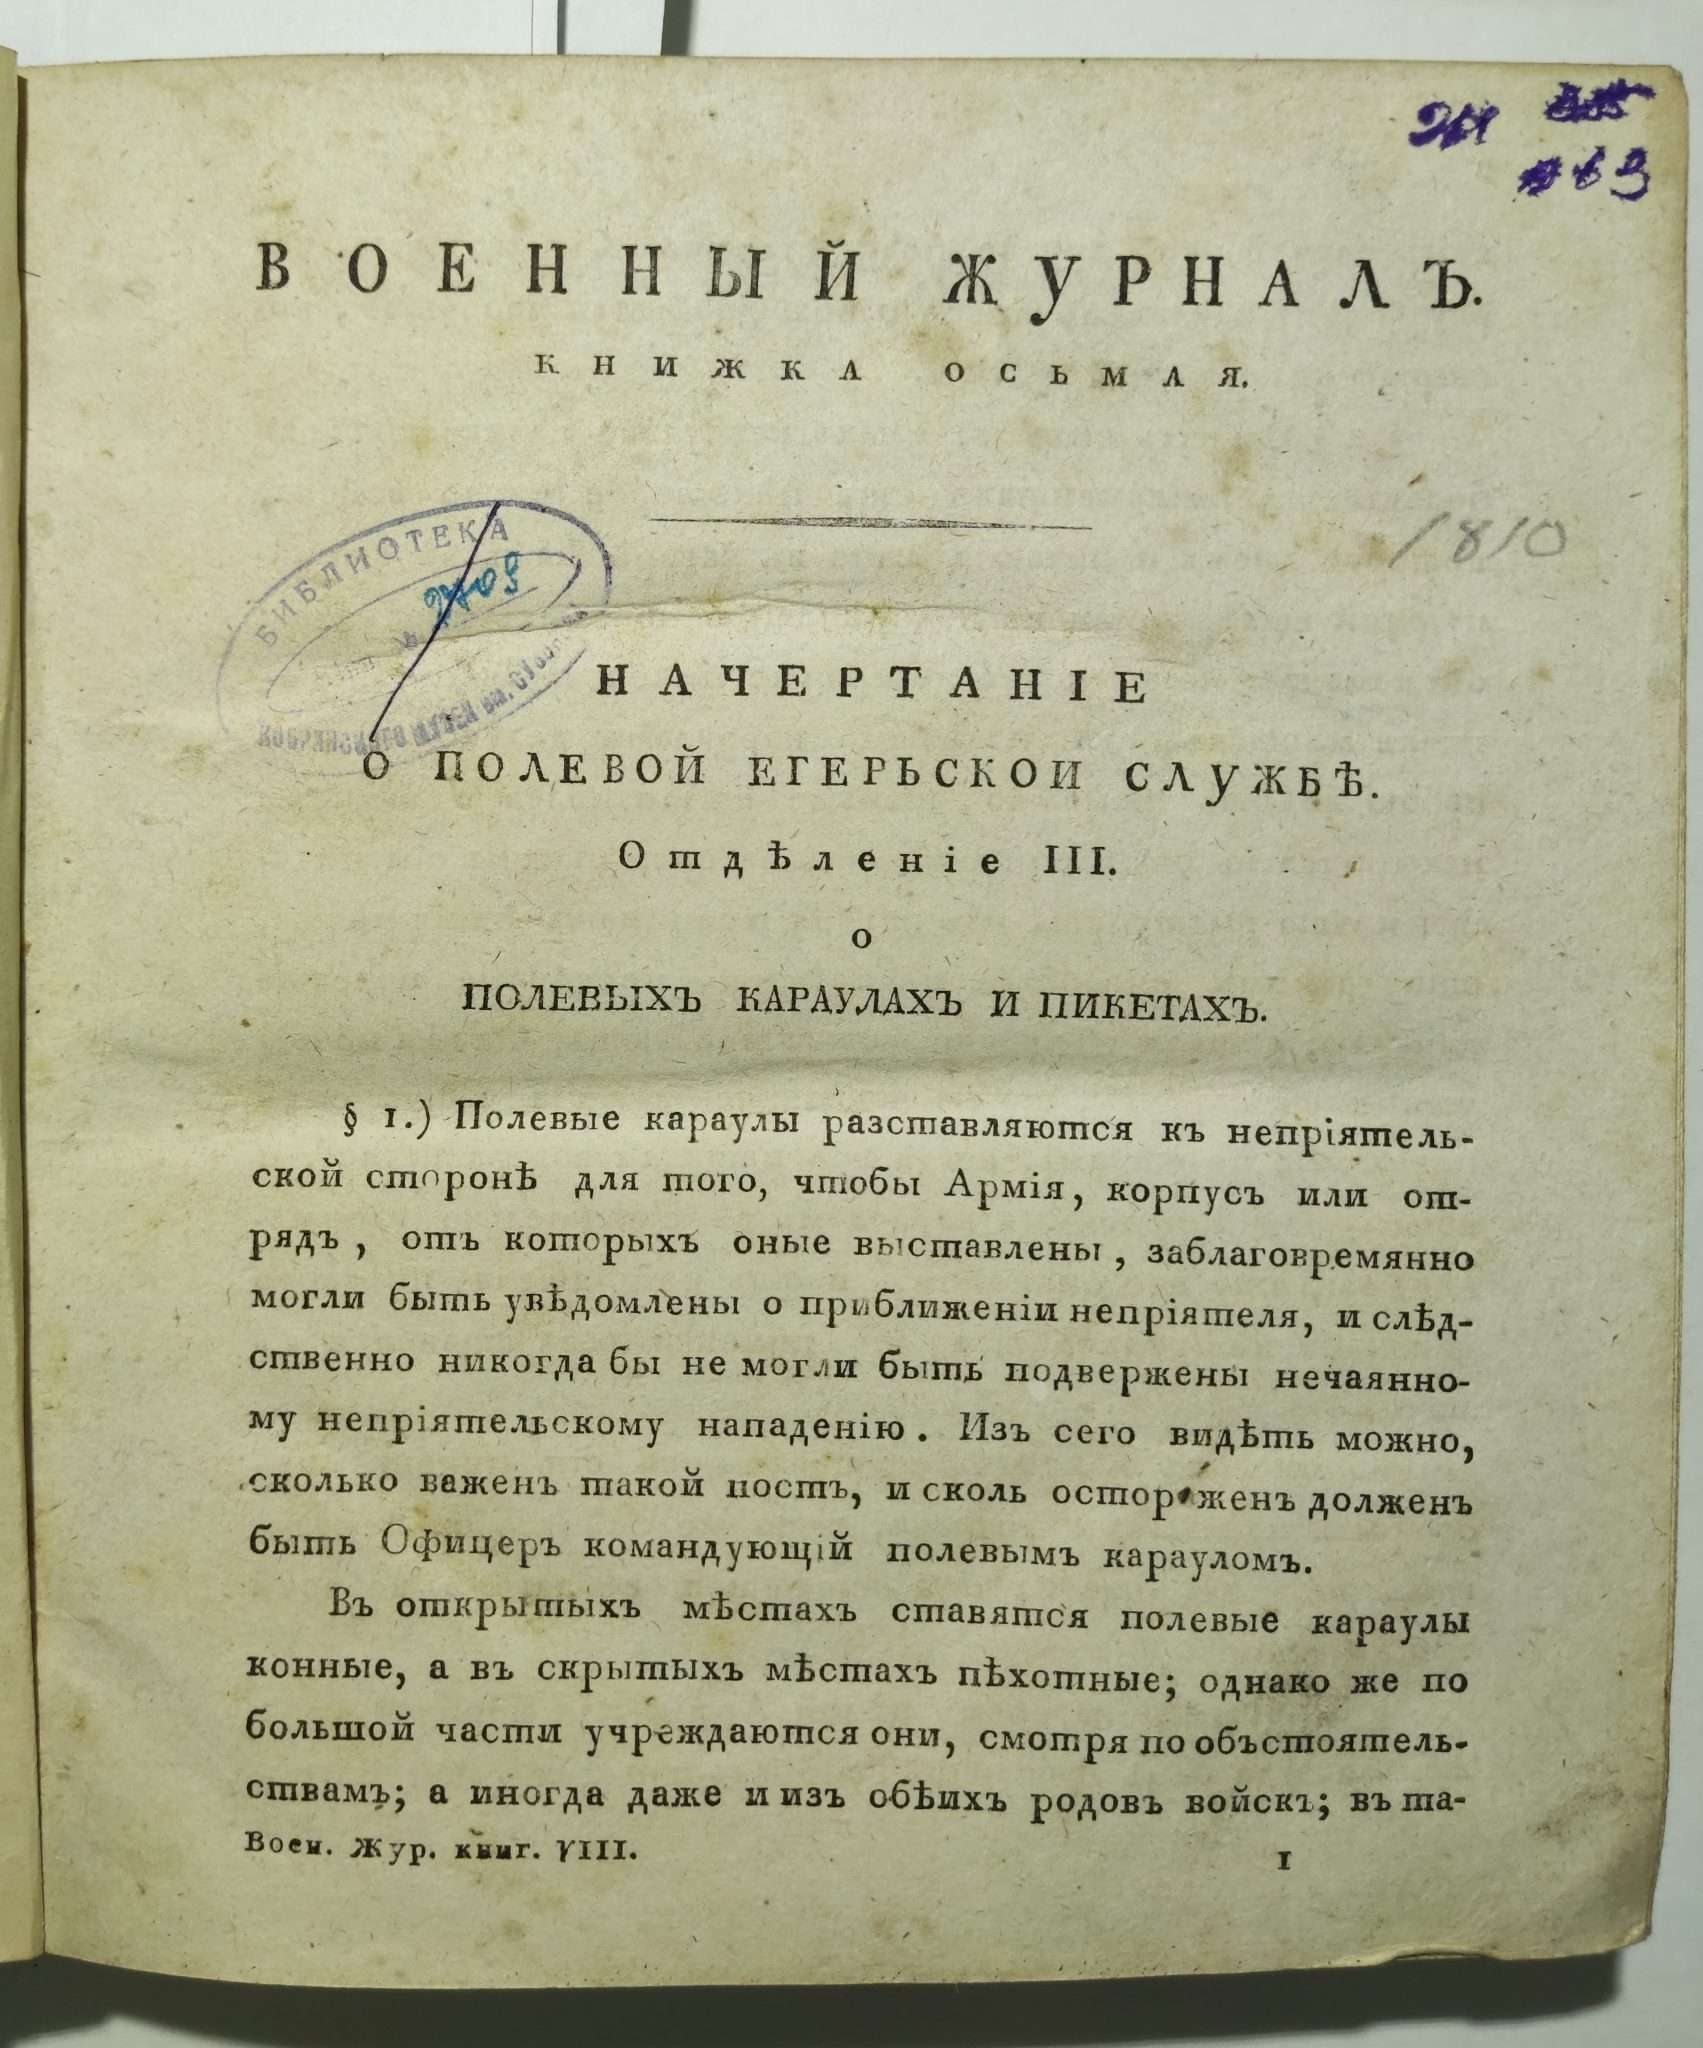 ВОЕННЫЙ ЖУРНАЛЪ.
КНИЖКА ОСЬМАЯ.
1810
БИБЛИОТЕКА
№ 2709
НАЧЕРТАНІЕ
О ПОЛЕВОЙ ЕГЕРЬСКОИ СЛУЖБѢ.
Отдѣленіе III.
О
ПОЛЕВЫХЪ КАРАУЛАХЪ И ПИКЕТАХЪ.
§ 1.) Полевые караулы разставляются къ непріятель-
ской сторонѣ для того, чтобы Армія, корпусъ или от-
рядъ, отъ которыхъ оные выставлены, заблаговремянно
могли быть увѣдомлены о приближеніи непріятеля, и слѣд-
ственно никогда бы не могли быть подвержены нечаянно-
му непріятельскому нападенію. Изъ сего видѣть можно,
сколько важенъ такой постъ, и сколь остороженъ долженъ
быть Офицеръ командующій полевымъ карауломъ.
Въ открытыхъ мѣстахъ ставятся полевые караулы
конные, а въ скрытыхъ мѣстахъ пѣхотные; однако же по
большой части учреждаются они, смотря по объстоятель-
ствамъ; а иногда даже и изъ обѣихъ родовъ войскъ; въ та-
Воен. Жур. книг. VIII.
1